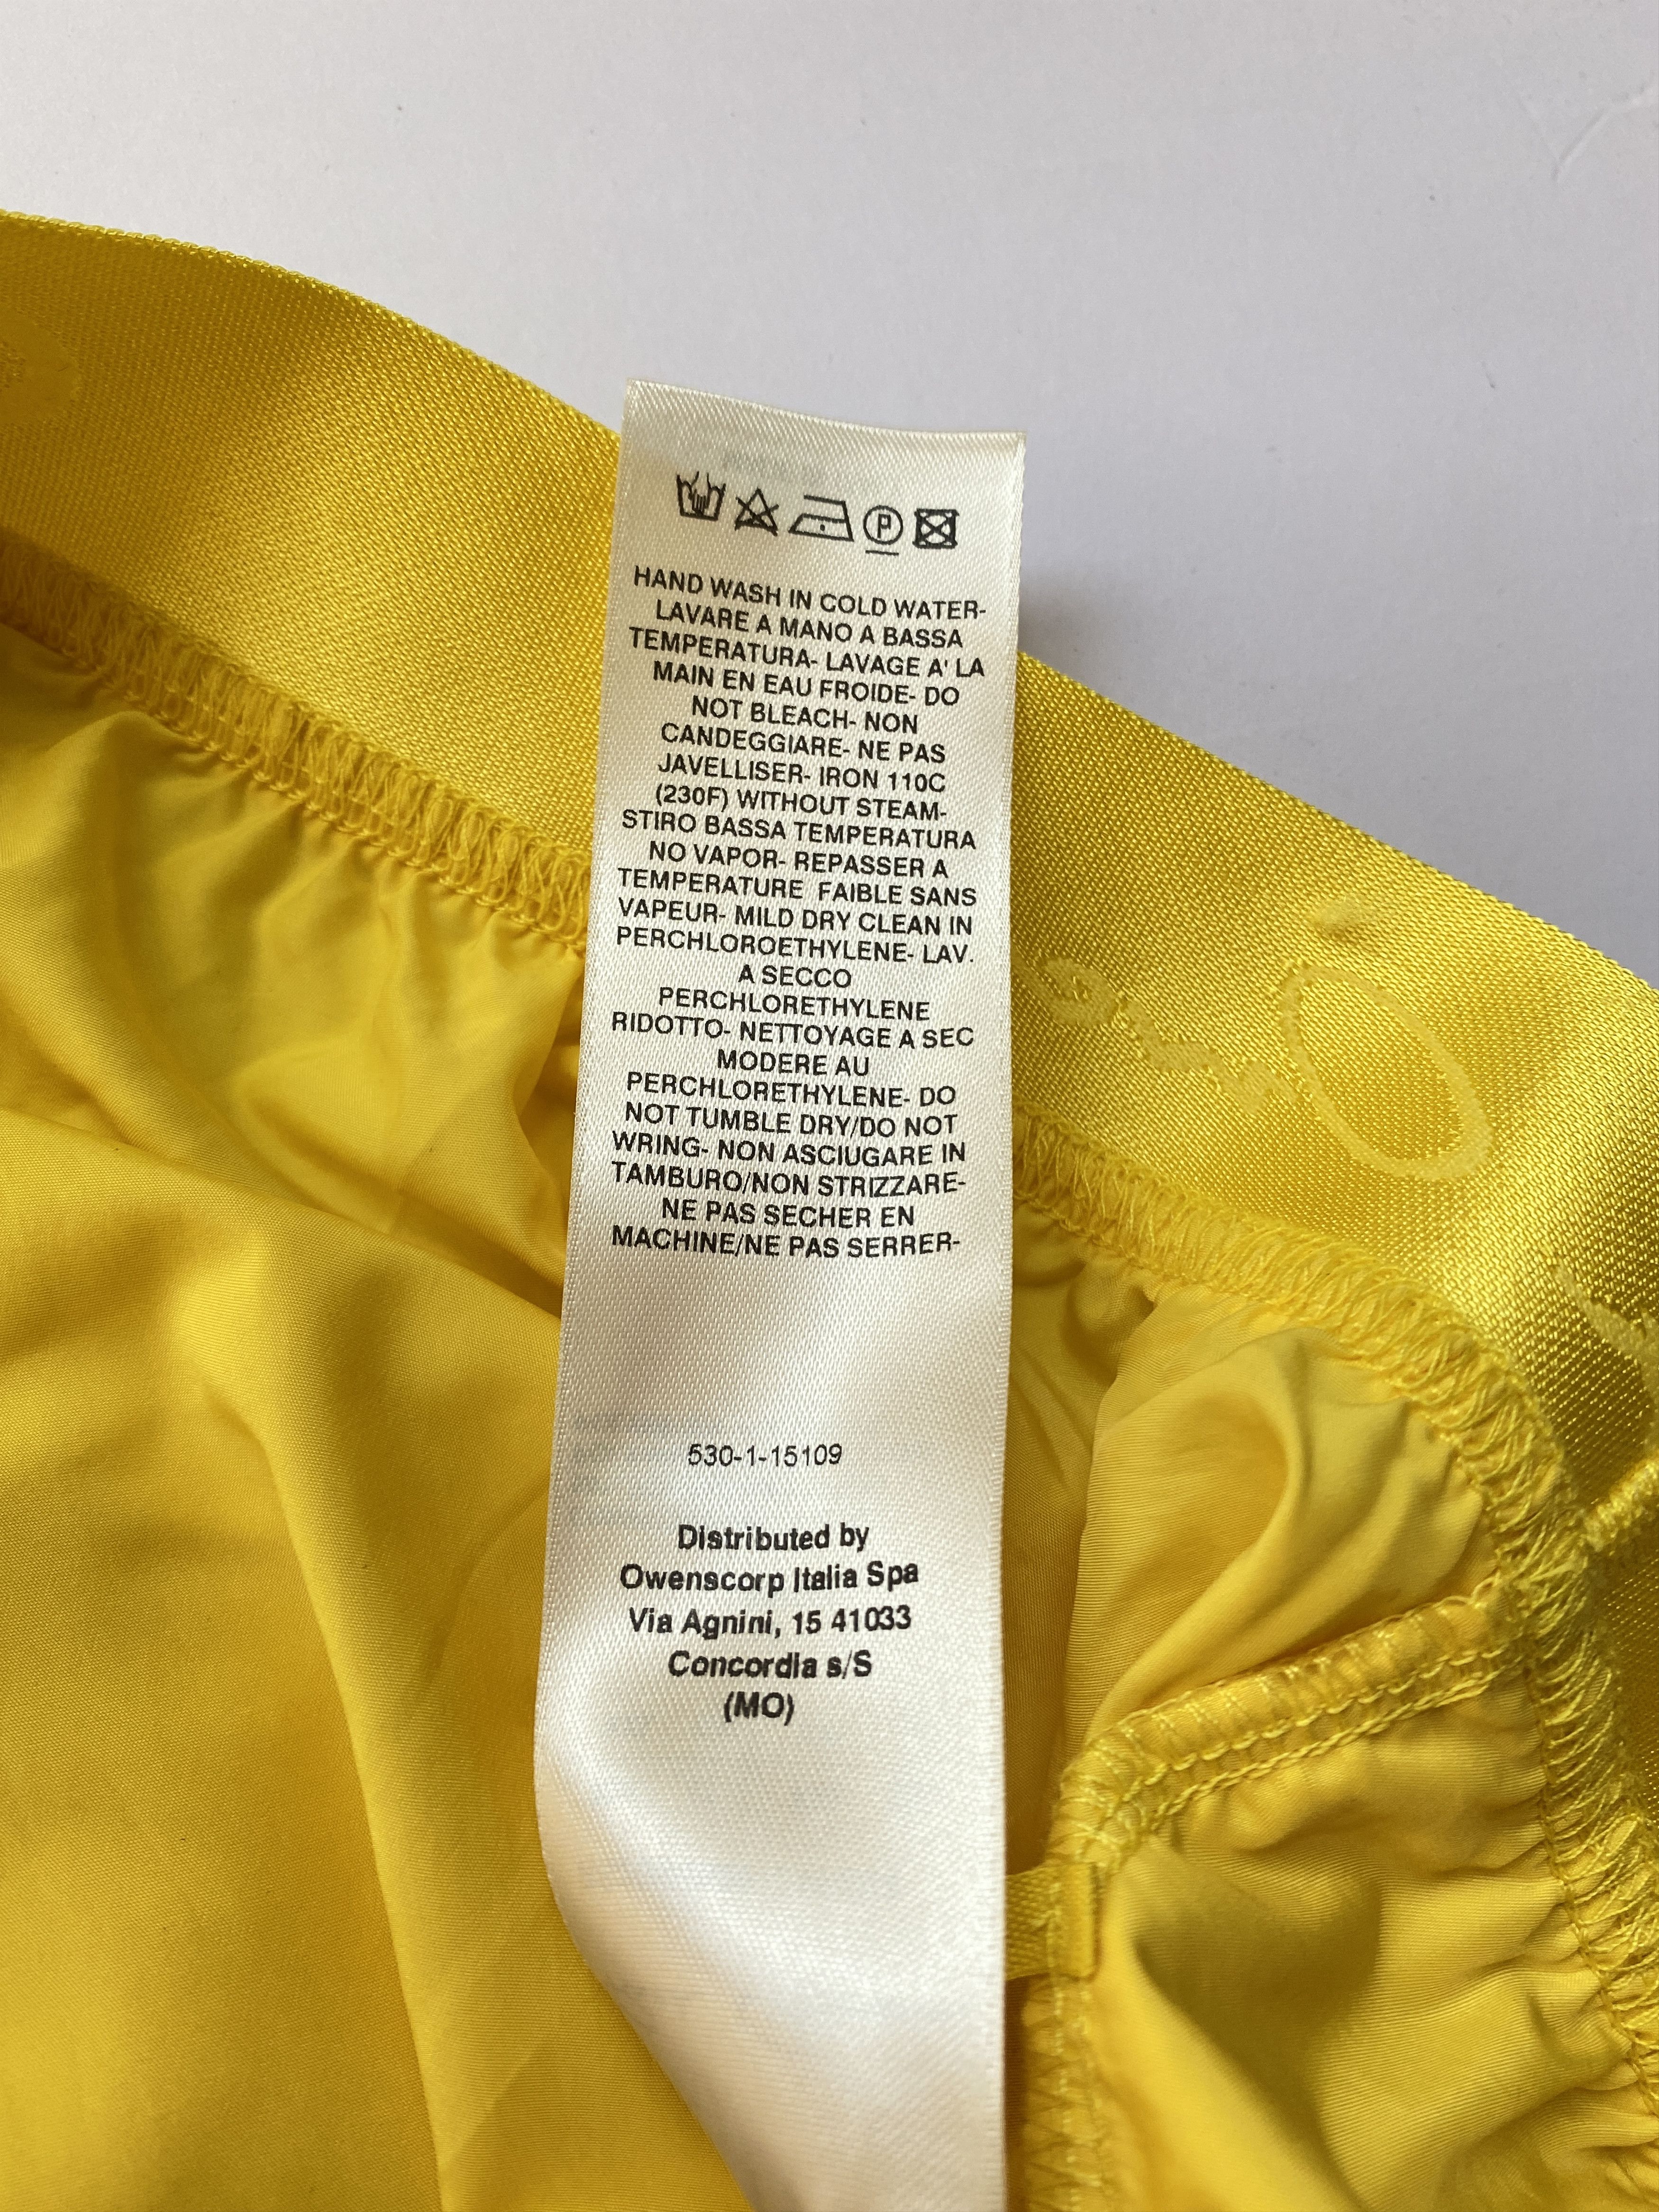 P
HAND WASH IN COLD WATER-
LAVARE A MANO A BASSA
TEMPERATURA- LAVAGE A' LA
MAIN EN EAU FROIDE- DO
NOT BLEACH- NON
CANDEGGIARE- NE PAS
JAVELLISER- IRON 110C
(230F) WITHOUT STEAM-
STIRO BASSA TEMPERATURA
NO VAPOR- REPASSER A
TEMPERATURE FAIBLE SANS
VAPEUR- MILD DRY CLEAN IN
PERCHLOROETHYLENE- LAV.
A SECCO
PERCHLORETHYLENE
RIDOTTO- NETTOYAGE A SEC
MODERE AU
PERCHLORETHYLENE- DO
NOT TUMBLE DRY/DO NOT
WRING- NON ASCIUGARE IN
TAMBURO/NON STRIZZARE-
NE PAS SECHER EN
MACHINE/NE PAS SERRER-
530-1-15109
Distributed by
Owenscorp Italia Spa
Via Agnini, 15 41033
Concordia s/S
(MO)